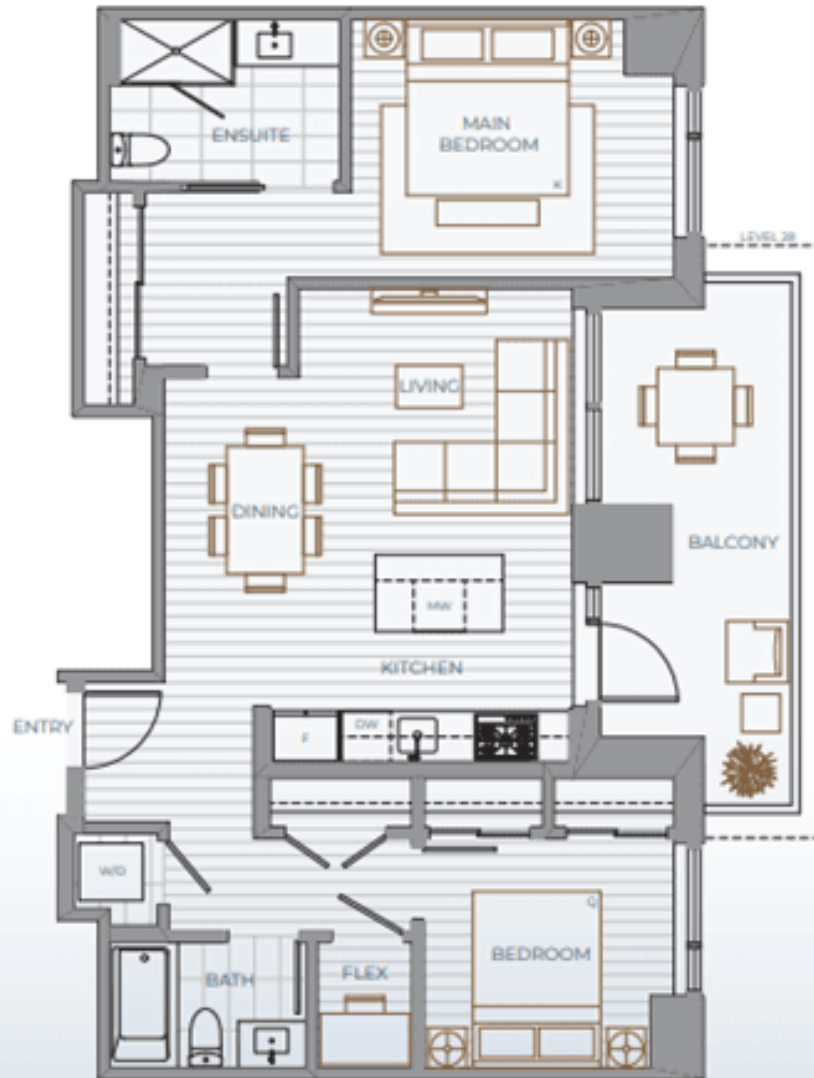 ENSUITE
MAIN
BEDROOM
K
LEVEL 28
LIVING
DINING
BALCONY
MW
KITCHEN
ENTRY
F
DW
W/D
Q
BEDROOM
BATH
FLEX